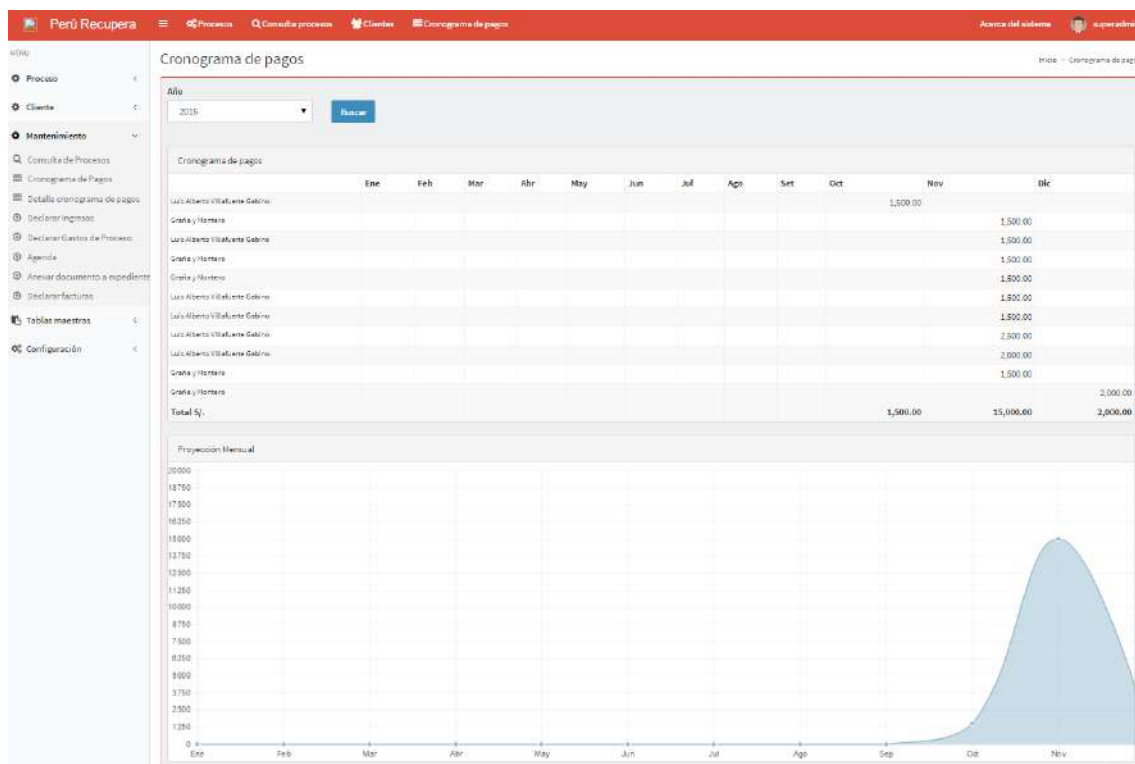 Perú Recupera Procesos Consulta procesos Clientes Cronograma de pagos Acerca del sistema superadmi
MENU
Cronograma de pagos
Inicio Cronograma de pag
Proceso
Cliente
Mantenimiento
Consulta de Procesos
Cronograma de Pagos
Detalle cronograma de pagos
Declarar ingresos
Declarar Gastos de Proceso
Agenda
Anexar documento a expediente
Declarar facturas
Tablas maestras
Configuración
Año
Buscar
Cronograma de pagos
Ene Feb Mar Abr May Jun Jul Ago Set Oct Nov Dic
Luis Alberto Villafuerte Gabino 1,500.00
Graña y Montero 1,500.00
Luis Alberto Villafuerte Gabino 1,500.00
Graña y Montero 1,500.00
Graña y Montero 1,500.00
Luis Alberto Villafuerte Gabino 1,500.00
Luis Alberto Villafuerte Gabino 1,500.00
Luis Alberto Villafuerte Gabino 2,500.00
Luis Alberto Villafuerte Gabino 2,000.00
Graña y Montero 1,500.00
Graña y Montero 2,000.00
Total S/. 1,500.00 15,000.00 2,000.00
Proyección Mensual
20000
18750
17500
16250
15000
13750
12500
11250
10000
8750
7500
6250
5000
3750
2500
1250
0
Ene Feb Mar Abr May Jun Jul Ago Sep Oct Nov